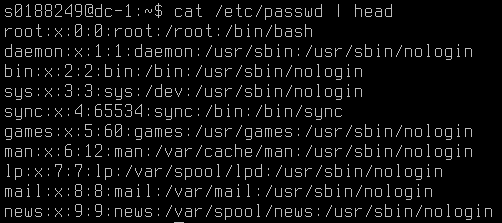 s0188249@dc-1:~$ cat /etc/passwd | head
root:x:0:0:root:/root:/bin/bash
daemon:x:1:1:daemon:/usr/sbin:/usr/sbin/nologin
bin:x:2:2:bin:/bin:/usr/sbin/nologin
sys:x:3:3:sys:/dev:/usr/sbin/nologin
sync:x:4:65534:sync:/bin:/bin/sync
games:x:5:60:games:/usr/games:/usr/sbin/nologin
man:x:6:12:man:/var/cache/man:/usr/sbin/nologin
lp:x:7:7:lp:/var/spool/lpd:/usr/sbin/nologin
mail:x:8:8:mail:/var/mail:/usr/sbin/nologin
news:x:9:9:news:/var/spool/news:/usr/sbin/nologin